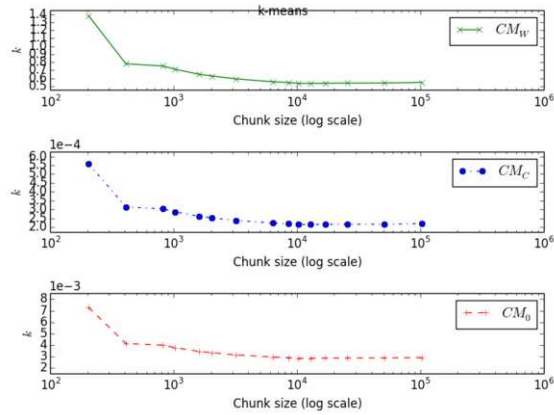 k-means
1.4
1.3
1.2
1.1
1.0
0.9
0.8
0.7
0.6
0.5
k
CM_W
10^2 10^3 10^4 10^5 10^6
Chunk size (log scale)
1e−4
6.0
5.5
5.0
4.5
4.0
3.5
3.0
2.5
2.0
k
CM_C
10^2 10^3 10^4 10^5 10^6
Chunk size (log scale)
1e−3
8
7
6
5
4
3
2
k
CM_0
10^2 10^3 10^4 10^5 10^6
Chunk size (log scale)